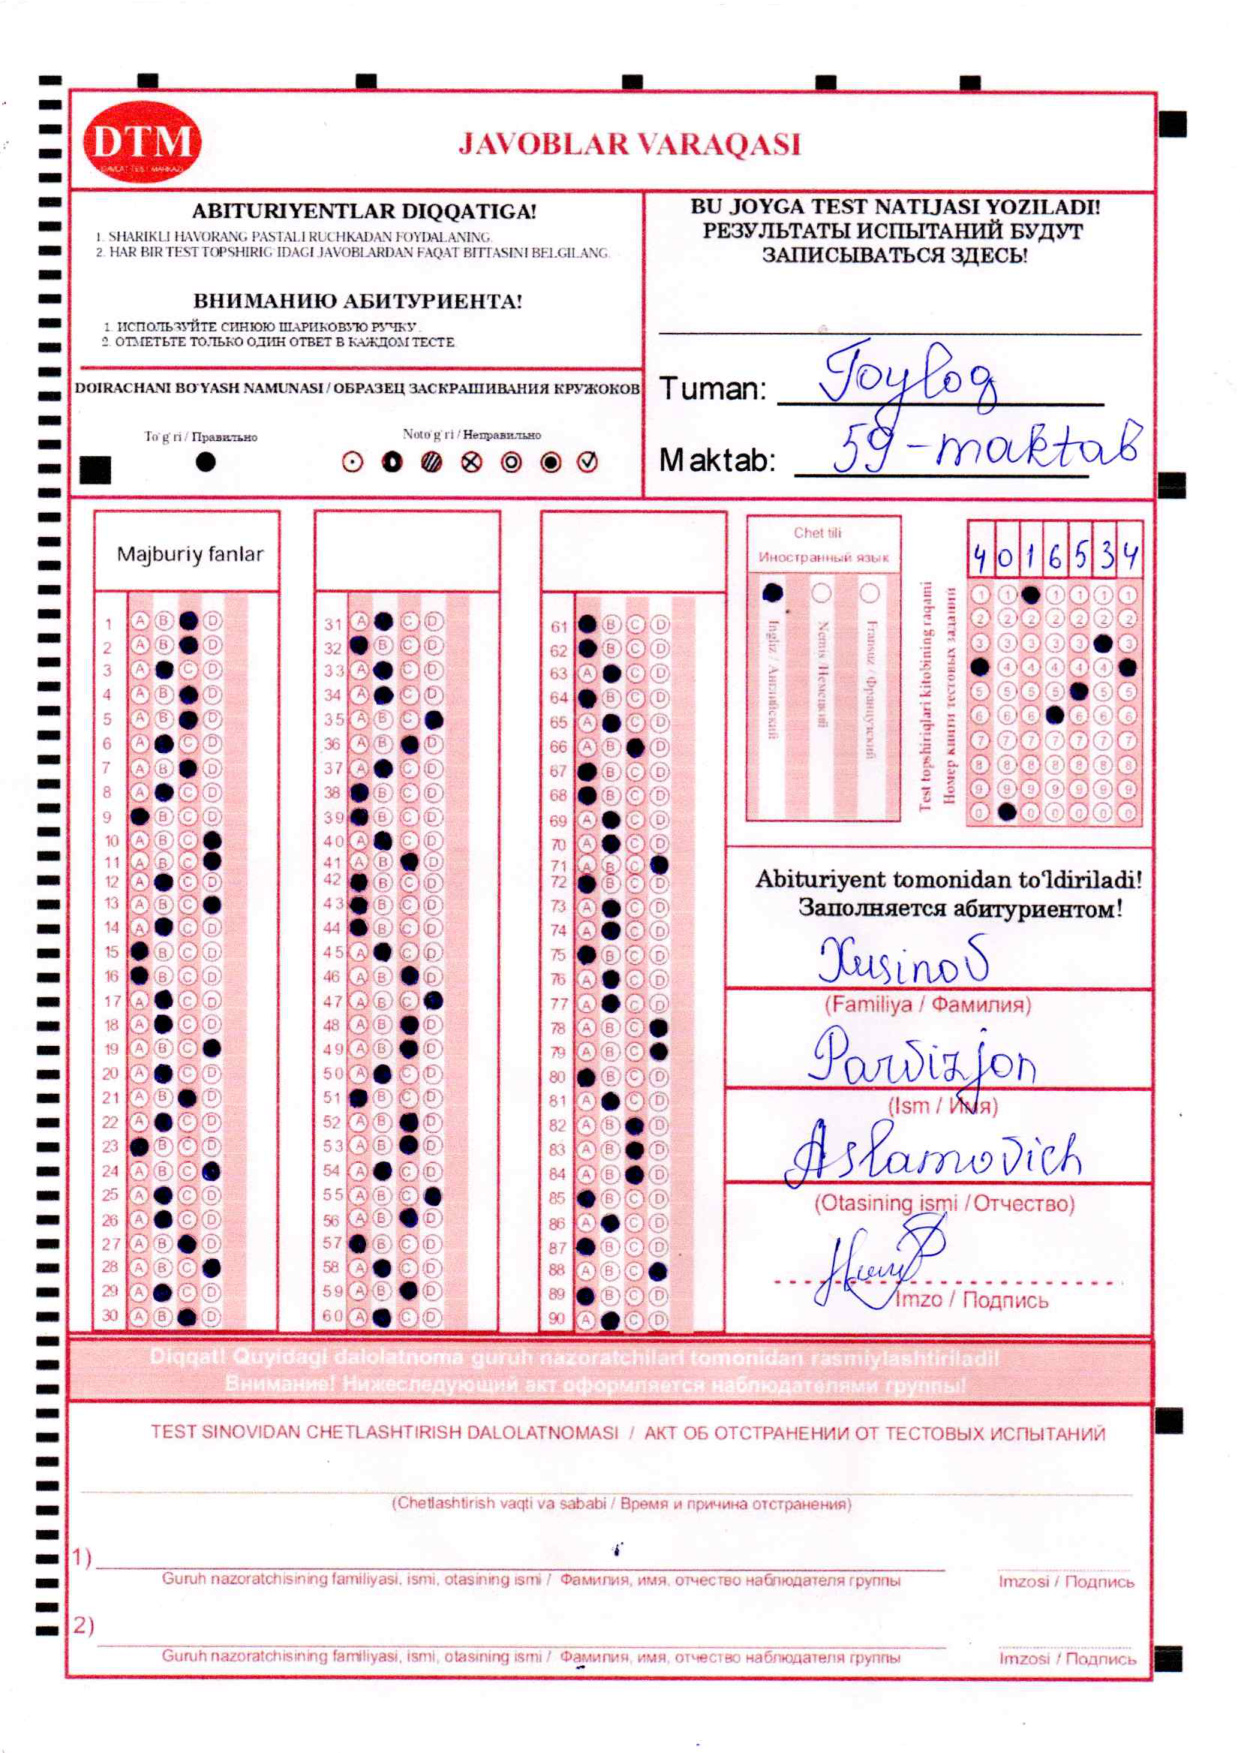 DTM
DAVLAT TEST MARKAZI
JAVOBLAR VARAQASI
ABITURIYENTLAR DIQQATIGA!
1. SHARIKLI HAVORANG PASTALI RUCHKADAN FOYDALANING.
2. HAR BIR TEST TOPSHIRIG IDAGI JAVOBLARDAN FAQAT BITTASINI BELGILANG.
ВНИМАНИЮ АБИТУРИЕНТА!
1. ИСПОЛЬЗУЙТЕ СИНЮЮ ШАРИКОВУЮ РУЧКУ.
2. ОТМЕТЬТЕ ТОЛЬКО ОДИН ОТВЕТ В КАЖДОМ ТЕСТЕ
BU JOYGA TEST NATIJASI YOZILADI!
РЕЗУЛЬТАТЫ ИСПЫТАНИЙ БУДУТ
ЗАПИСЫВАТЬСЯ ЗДЕСЬ!
DOIRACHANI BO'YASH NAMUNASI / ОБРАЗЕЦ ЗАСКРАШИВАНИЯ КРУЖОКОВ
To'g'ri / Правильно
Noto'g'ri / Неправильно
Tuman: Toyloq
Maktab: 59-maktab
Majburiy fanlar
Chet tili
Иностранный язык
Ingliz / Английский
Nemis / Немецкий
Fransuz / Французский
Test topshiriqlari kitobining raqami
Номер книги тестовых заданий
4 0 1 6 5 3 4
Abituriyent tomonidan to'ldiriladi!
Заполняется абитуриентом!
Xusinov
(Familiya / Фамилия)
Parvizjon
(Ism / Имя)
Aslamovich
(Otasining ismi / Отчество)
Imzo / Подпись
Diqqat! Quyidagi dalolatnoma guruh nazoratchilari tomonidan rasmiylashtiriladi!
Внимание! Нижеследующий акт оформляется наблюдателями группы!
TEST SINOVIDAN CHETLASHTIRISH DALOLATNOMASI / АКТ ОБ ОТСТРАНЕНИИ ОТ ТЕСТОВЫХ ИСПЫТАНИЙ
(Chetlashtirish vaqti va sababi / Время и причина отстранения)
1)
Guruh nazoratchisining familiyasi, ismi, otasining ismi / Фамилия, имя, отчество наблюдателя группы
Imzosi / Подпись
2)
Guruh nazoratchisining familiyasi, ismi, otasining ismi / Фамилия, имя, отчество наблюдателя группы
Imzosi / Подпись